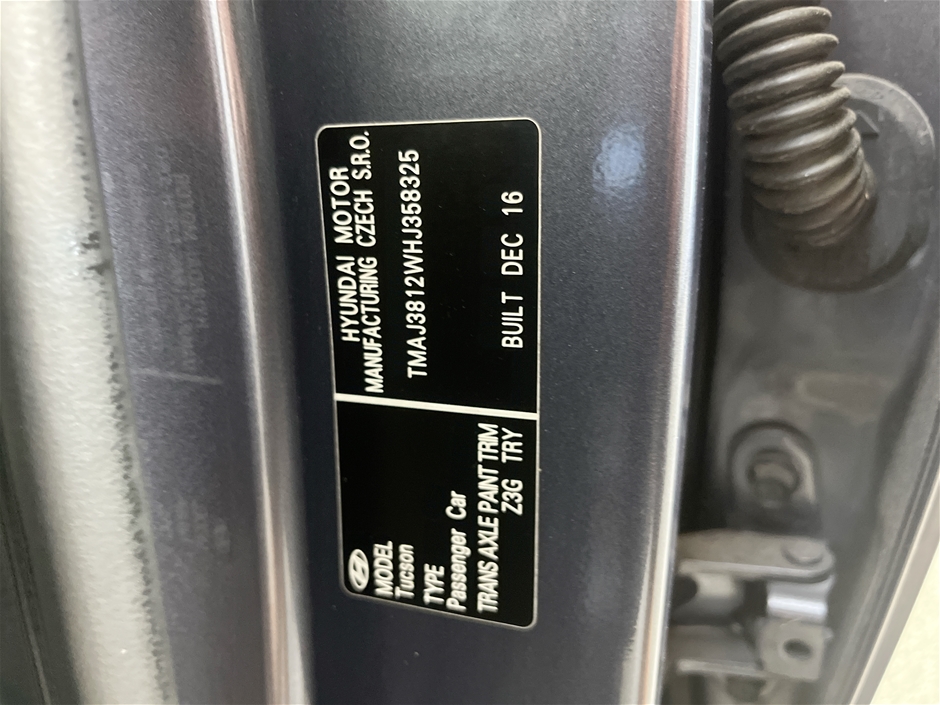 MODEL
Tucson
TYPE
Passenger Car
TRANS AXLE PAINT TRIM
Z3G TRY
HYUNDAI MOTOR
MANUFACTURING CZECH S.R.O.
TMAJ3812WHJ358325
BUILT DEC 16